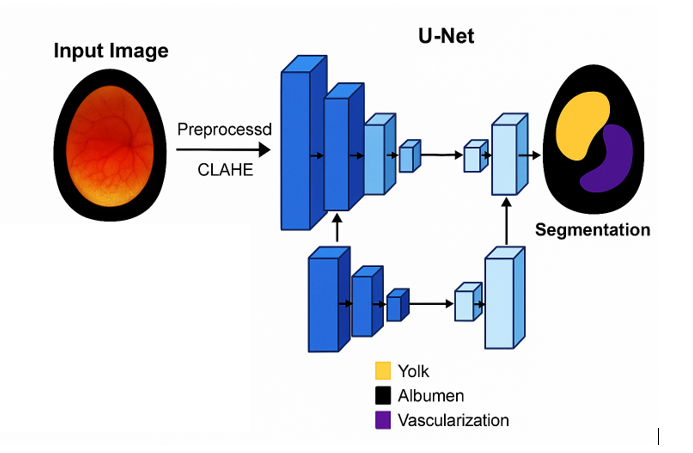 U-Net
Input Image
Preprocessd
CLAHE
Segmentation
Yolk
Albumen
Vascularization